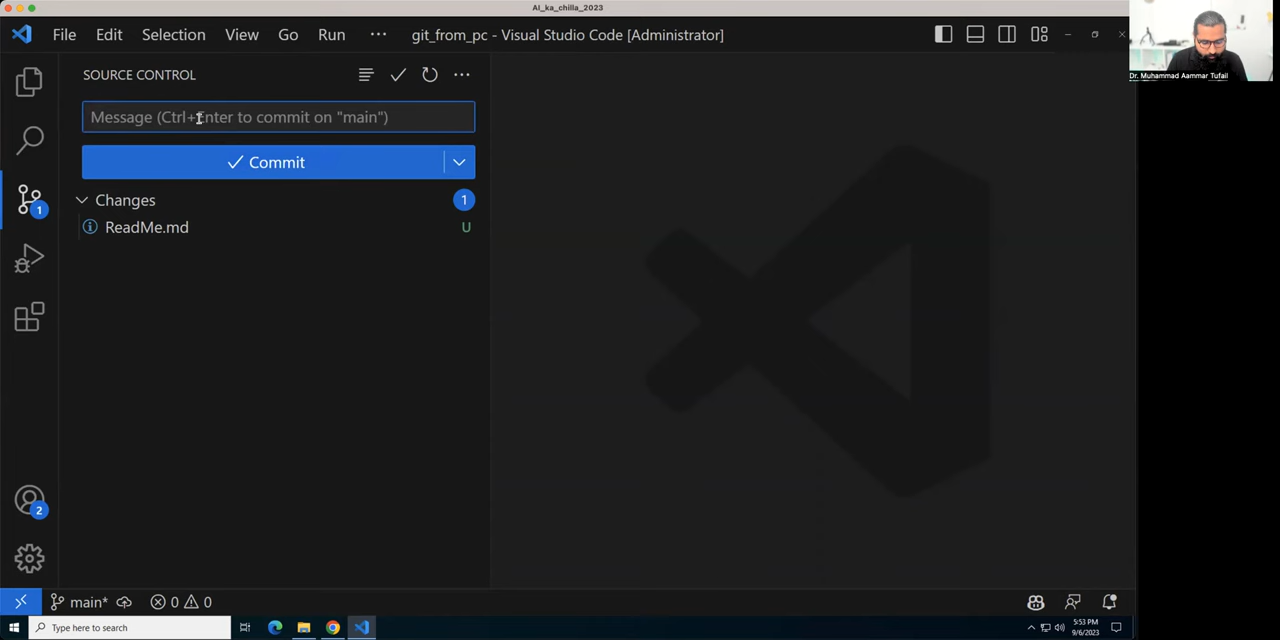 Ai_ka_chilla_2023
File Edit Selection View Go Run ··· git_from_pc - Visual Studio Code [Administrator]
Dr. Muhammad Aammar Tufail
SOURCE CONTROL
Message (Ctrl+Enter to commit on "main")
Commit
Changes 1
ReadMe.md U
1
2
main* 0 0
Type here to search
5:53 PM
9/6/2023